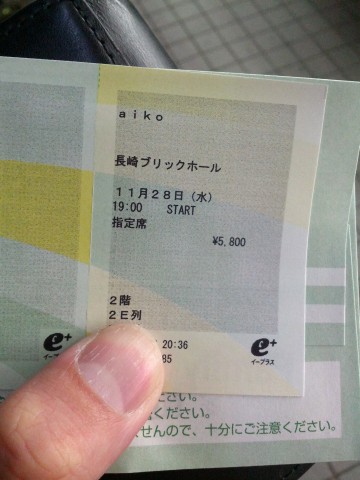 ａｉｋｏ
長崎ブリックホール
１１月２８日（水）
19:00 START
指定席
¥5,800
２階
２Ｅ列
20:36
85
e+
イープラス
e+
イープラス
ださい。
ください。
ませんので、十分にご注意ください。